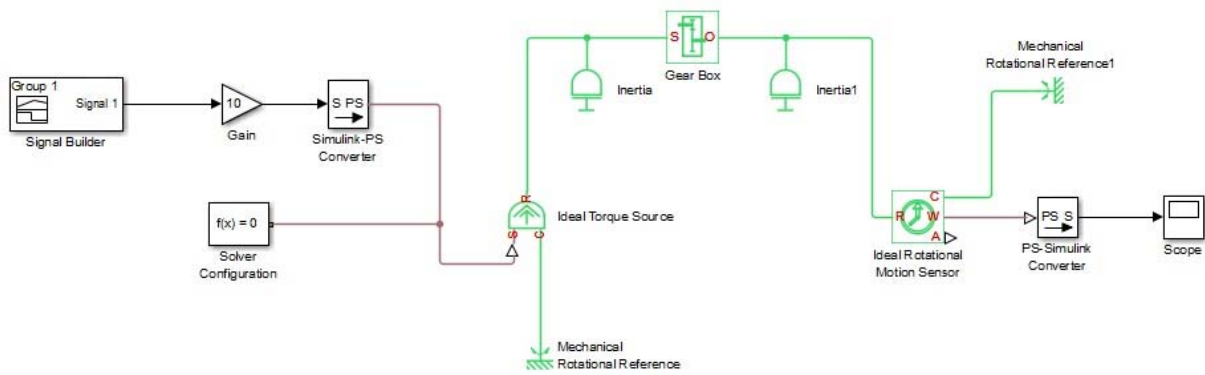 Group 1
Signal 1
Signal Builder
10
Gain
S PS
Simulink-PS
Converter
f(x) = 0
Solver
Configuration
R
S
C
Ideal Torque Source
Mechanical
Rotational Reference
Inertia
S
O
Gear Box
Inertia1
Mechanical
Rotational Reference1
C
R
W
A
Ideal Rotational
Motion Sensor
PS S
PS-Simulink
Converter
Scope